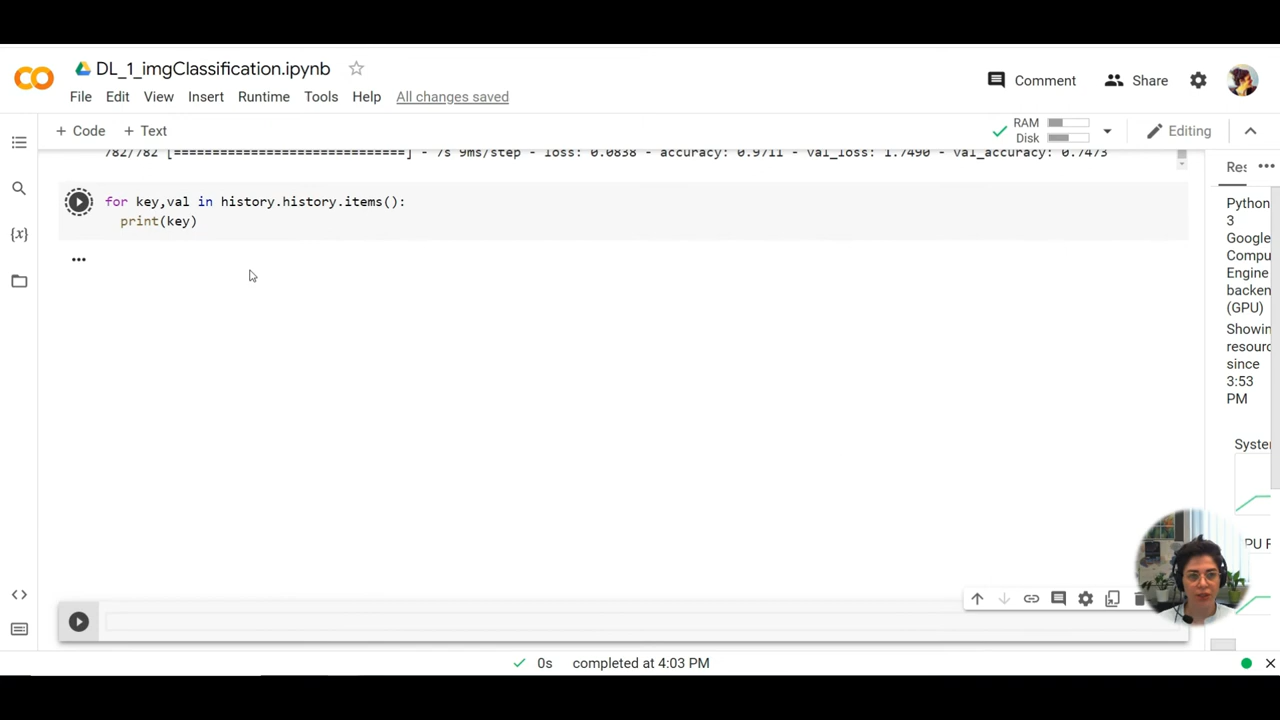 DL_1_imgClassification.ipynb
Comment
Share
File Edit View Insert Runtime Tools Help All changes saved
+ Code + Text
RAM
Disk
Editing
782/782 [==============================] - 7s 9ms/step - loss: 0.0838 - accuracy: 0.9711 - val_loss: 1.7490 - val_accuracy: 0.7473
for key,val in history.history.items():
print(key)
Res
Python
3
Google
Compu
Engine
backen
(GPU)
Showin
resourc
since
3:53
PM
Syste
PU F
0s completed at 4:03 PM